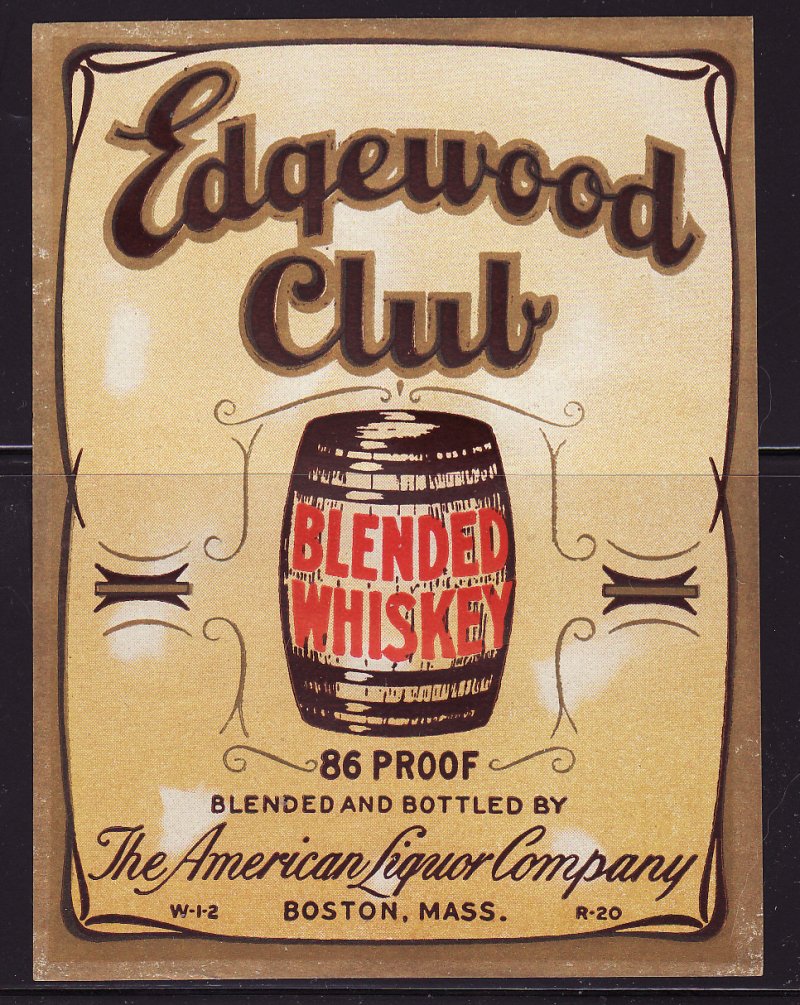 Edgewood
Club
BLENDED
WHISKEY
86 PROOF
BLENDED AND BOTTLED BY
The American Liquor Company
W-1-2 BOSTON, MASS. R-20